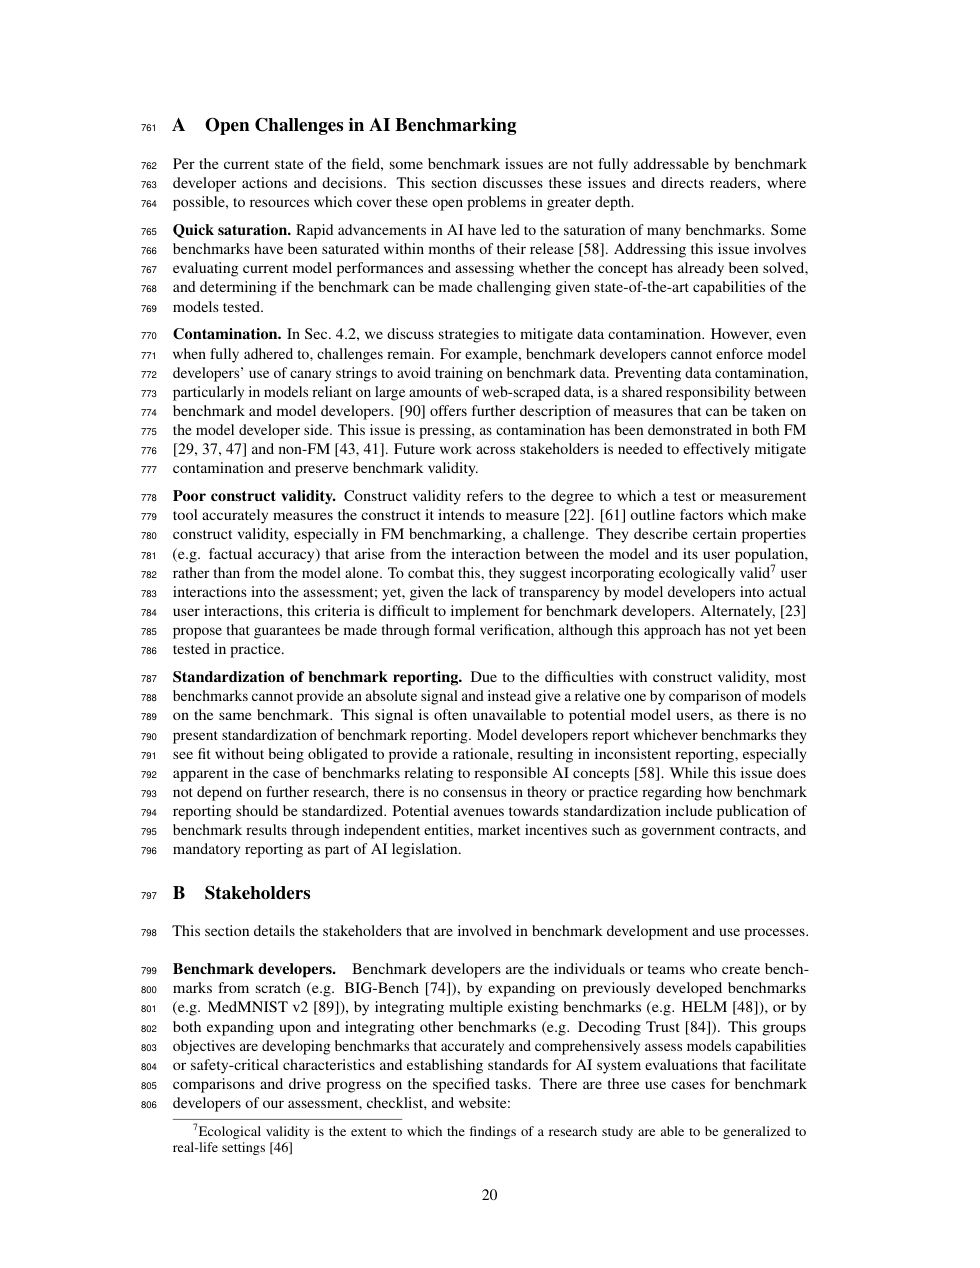 761 A Open Challenges in AI Benchmarking
762 Per the current state of the field, some benchmark issues are not fully addressable by benchmark
763 developer actions and decisions. This section discusses these issues and directs readers, where
764 possible, to resources which cover these open problems in greater depth.
765 Quick saturation. Rapid advancements in AI have led to the saturation of many benchmarks. Some
766 benchmarks have been saturated within months of their release [58]. Addressing this issue involves
767 evaluating current model performances and assessing whether the concept has already been solved,
768 and determining if the benchmark can be made challenging given state-of-the-art capabilities of the
769 models tested.
770 Contamination. In Sec. 4.2, we discuss strategies to mitigate data contamination. However, even
771 when fully adhered to, challenges remain. For example, benchmark developers cannot enforce model
772 developers' use of canary strings to avoid training on benchmark data. Preventing data contamination,
773 particularly in models reliant on large amounts of web-scraped data, is a shared responsibility between
774 benchmark and model developers. [90] offers further description of measures that can be taken on
775 the model developer side. This issue is pressing, as contamination has been demonstrated in both FM
776 [29, 37, 47] and non-FM [43, 41]. Future work across stakeholders is needed to effectively mitigate
777 contamination and preserve benchmark validity.
778 Poor construct validity. Construct validity refers to the degree to which a test or measurement
779 tool accurately measures the construct it intends to measure [22]. [61] outline factors which make
780 construct validity, especially in FM benchmarking, a challenge. They describe certain properties
781 (e.g. factual accuracy) that arise from the interaction between the model and its user population,
782 rather than from the model alone. To combat this, they suggest incorporating ecologically valid⁷ user
783 interactions into the assessment; yet, given the lack of transparency by model developers into actual
784 user interactions, this criteria is difficult to implement for benchmark developers. Alternately, [23]
785 propose that guarantees be made through formal verification, although this approach has not yet been
786 tested in practice.
787 Standardization of benchmark reporting. Due to the difficulties with construct validity, most
788 benchmarks cannot provide an absolute signal and instead give a relative one by comparison of models
789 on the same benchmark. This signal is often unavailable to potential model users, as there is no
790 present standardization of benchmark reporting. Model developers report whichever benchmarks they
791 see fit without being obligated to provide a rationale, resulting in inconsistent reporting, especially
792 apparent in the case of benchmarks relating to responsible AI concepts [58]. While this issue does
793 not depend on further research, there is no consensus in theory or practice regarding how benchmark
794 reporting should be standardized. Potential avenues towards standardization include publication of
795 benchmark results through independent entities, market incentives such as government contracts, and
796 mandatory reporting as part of AI legislation.
797 B Stakeholders
798 This section details the stakeholders that are involved in benchmark development and use processes.
799 Benchmark developers. Benchmark developers are the individuals or teams who create bench-
800 marks from scratch (e.g. BIG-Bench [74]), by expanding on previously developed benchmarks
801 (e.g. MedMNIST v2 [89]), by integrating multiple existing benchmarks (e.g. HELM [48]), or by
802 both expanding upon and integrating other benchmarks (e.g. Decoding Trust [84]). This groups
803 objectives are developing benchmarks that accurately and comprehensively assess models capabilities
804 or safety-critical characteristics and establishing standards for AI system evaluations that facilitate
805 comparisons and drive progress on the specified tasks. There are three use cases for benchmark
806 developers of our assessment, checklist, and website:
⁷Ecological validity is the extent to which the findings of a research study are able to be generalized to
real-life settings [46]
20